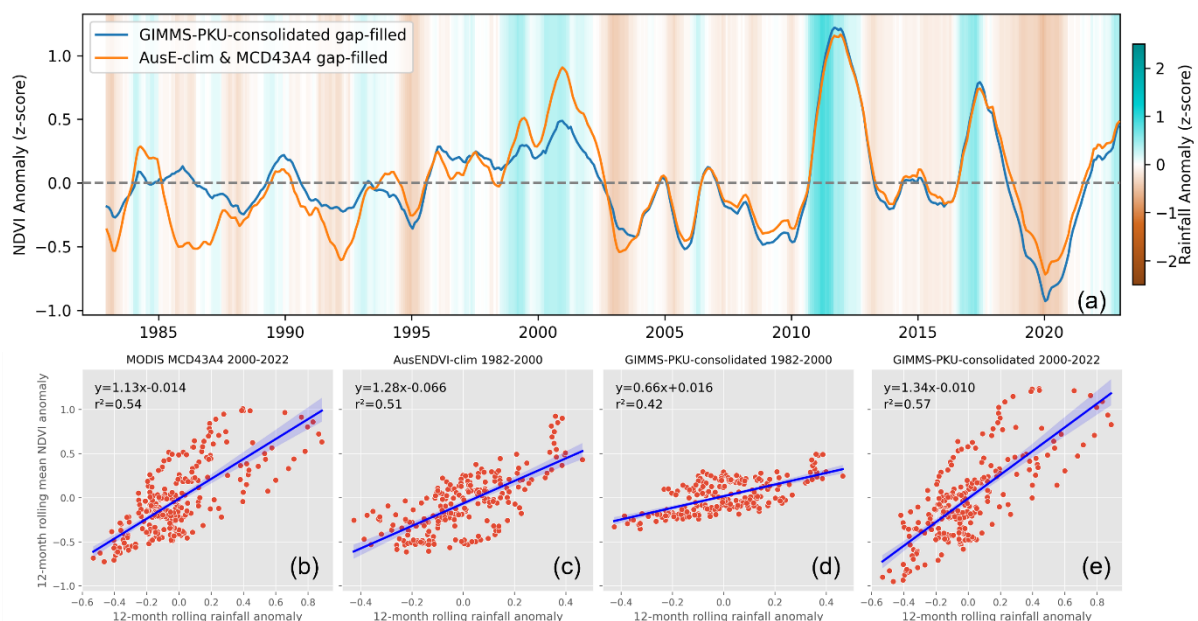 GIMMS-PKU-consolidated gap-filled
AusE-clim & MCD43A4 gap-filled
NDVI Anomaly (z-score)
1.0
0.5
0.0
−0.5
−1.0
1985
1990
1995
2000
2005
2010
2015
2020
(a)
2
1
0
−1
−2
Rainfall Anomaly (z-score)
MODIS MCD43A4 2000-2022
AusENDVI-clim 1982-2000
GIMMS-PKU-consolidated 1982-2000
GIMMS-PKU-consolidated 2000-2022
12-month rolling mean NDVI anomaly
1.0
0.5
0.0
−0.5
−1.0
y=1.13x-0.014
r²=0.54
(b)
y=1.28x-0.066
r²=0.51
(c)
y=0.66x+0.016
r²=0.42
(d)
y=1.34x-0.010
r²=0.57
(e)
−0.6 −0.4 −0.2 0.0 0.2 0.4 0.6 0.8
−0.4 −0.2 0.0 0.2 0.4
−0.4 −0.2 0.0 0.2 0.4
−0.6 −0.4 −0.2 0.0 0.2 0.4 0.6 0.8
12-month rolling rainfall anomaly
12-month rolling rainfall anomaly
12-month rolling rainfall anomaly
12-month rolling rainfall anomaly